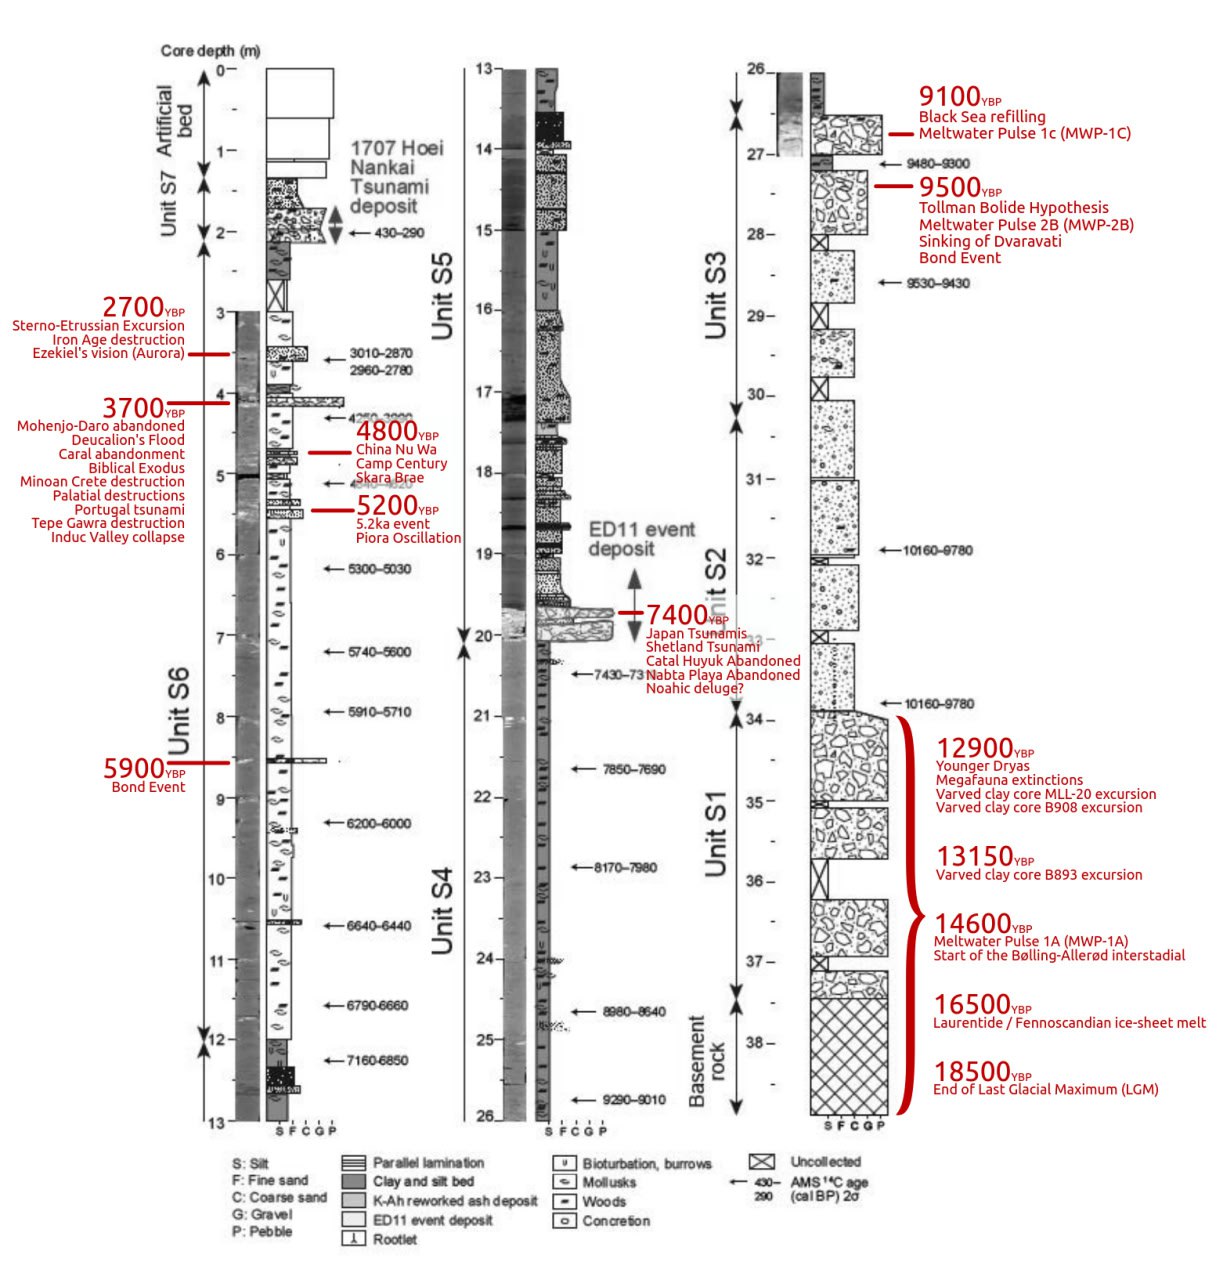 Core depth (m)
0
1
2
3
4
5
6
7
8
9
10
11
12
13
Artificial bed
Unit S7
Unit S6
1707 Hoei
Nankai
Tsunami
deposit
430–290
2700YBP
Sterno-Etrussian Excursion
Iron Age destruction
Ezekiel's vision (Aurora)
3010–2870
2960–2780
3700YBP
Mohenjo-Daro abandoned
Deucalion's Flood
Caral abandonment
Biblical Exodus
Minoan Crete destruction
Palatial destructions
Portugal tsunami
Tepe Gawra destruction
Induc Valley collapse
4800YBP
China Nu Wa
Camp Century
Skara Brae
5200YBP
5.2ka event
Piora Oscillation
5300–5030
5740–5600
5910–5710
5900YBP
Bond Event
6200–6000
6640–6440
6790-6660
7160-6850
S F C G P
13
14
15
16
17
18
19
20
21
22
23
24
25
26
Unit S5
Unit S4
ED11 event
deposit
7400YBP
Japan Tsunamis
Shetland Tsunami
Catal Huyuk Abandoned
Nabta Playa Abandoned
Noahic deluge?
7850–7690
8170–7980
8980–8640
9290–9010
S F C G P
26
27
28
29
30
31
32
33
34
35
36
37
38
Unit S3
Unit S2
Unit S1
Basement rock
9100YBP
Black Sea refilling
Meltwater Pulse 1c (MWP-1C)
9480–9300
9500YBP
Tollman Bolide Hypothesis
Meltwater Pulse 2B (MWP-2B)
Sinking of Dvaravati
Bond Event
9530–9430
10160–9780
10160–9780
12900YBP
Younger Dryas
Megafauna extinctions
Varved clay core MLL-20 excursion
Varved clay core B908 excursion
13150YBP
Varved clay core B893 excursion
14600YBP
Meltwater Pulse 1A (MWP-1A)
Start of the Bølling-Allerød interstadial
16500YBP
Laurentide / Fennoscandian ice-sheet melt
18500YBP
End of Last Glacial Maximum (LGM)
S F C G P
S: Silt
F: Fine sand
C: Coarse sand
G: Gravel
P: Pebble
Parallel lamination
Clay and silt bed
K-Ah reworked ash deposit
ED11 event deposit
Rootlet
Bioturbation, burrows
Mollusks
Woods
Concretion
Uncollected
430– AMS ¹⁴C age
290 (cal BP) 2σ